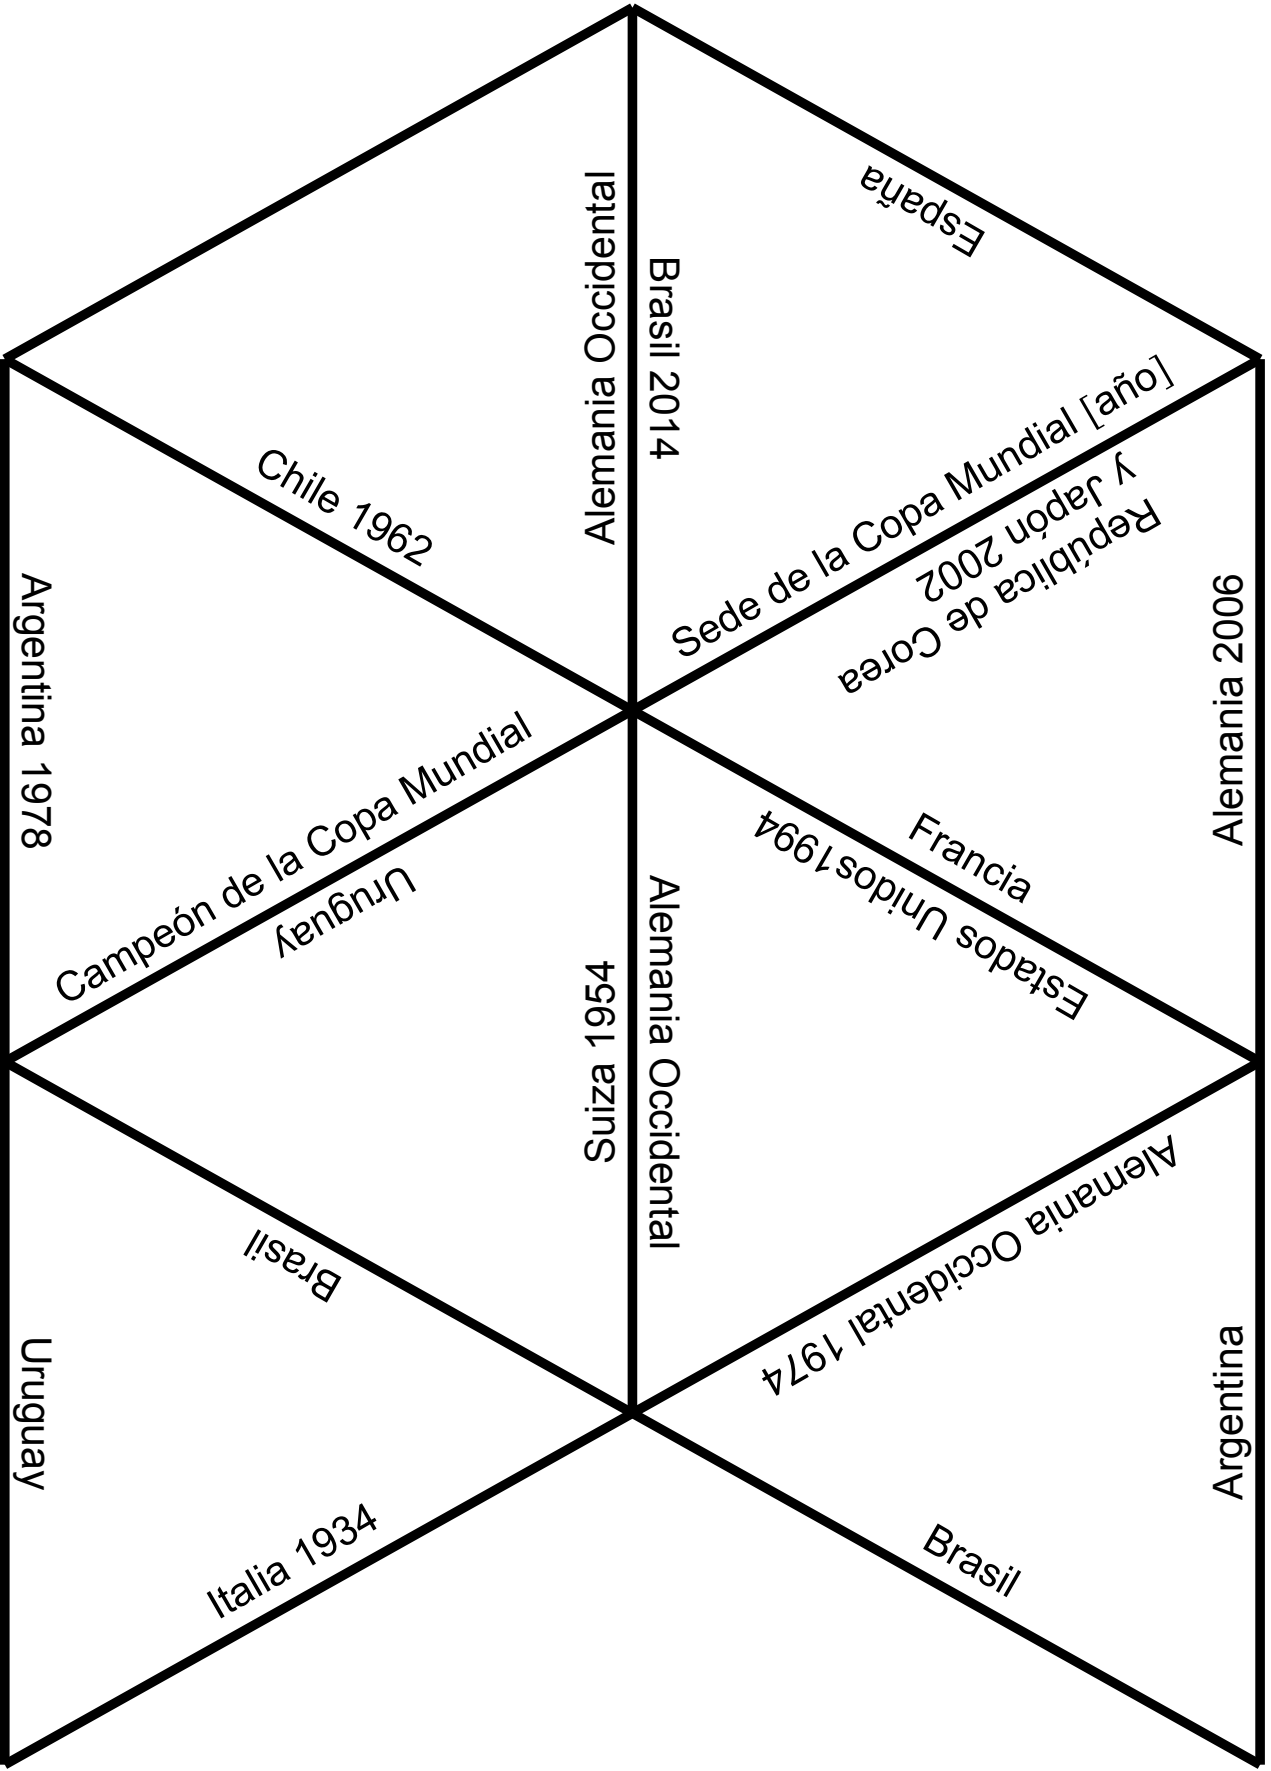 España
Alemania Occidental
Brasil 2014
Sede de la Copa Mundial [año]
Chile 1962
República de Corea
y Japón 2002
Argentina 1978
Alemania 2006
Campeón de la Copa Mundial
Francia
Uruguay
Estados Unidos1994
Suiza 1954
Alemania Occidental
Brasil
Alemania Occidental 1974
Uruguay
Argentina
Italia 1934
Brasil